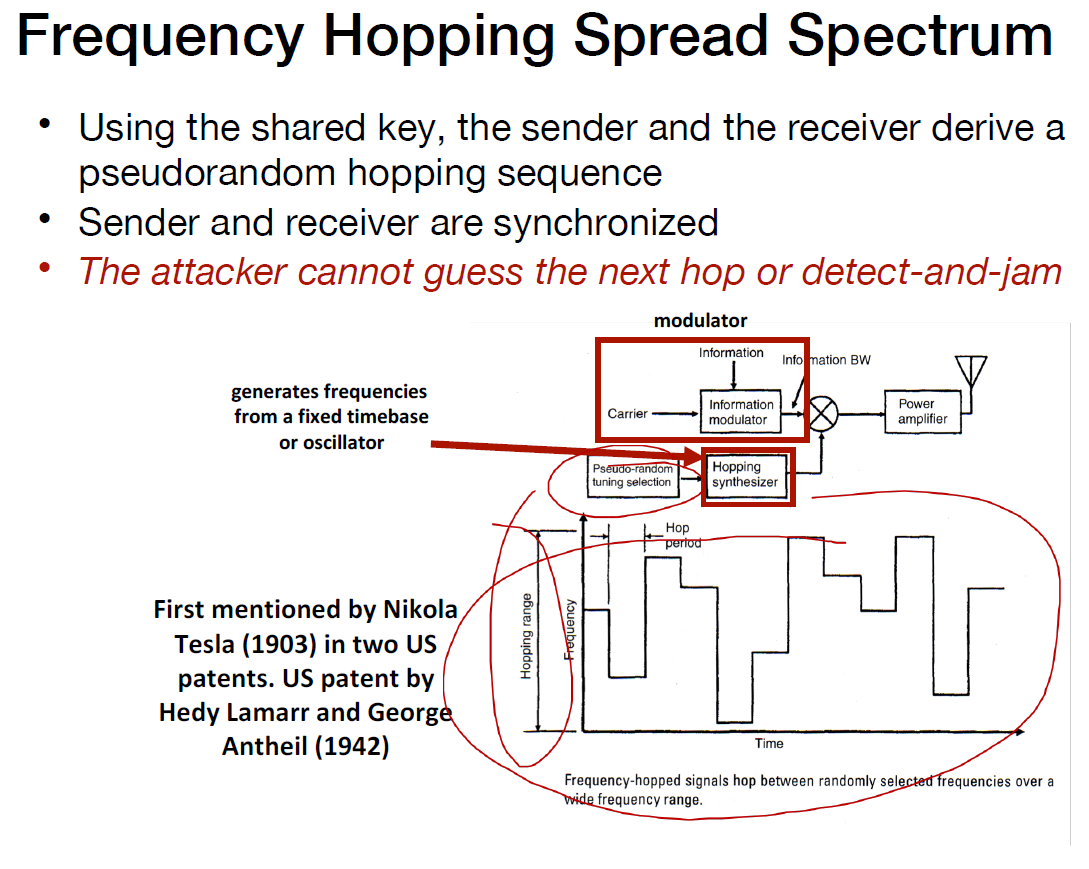 Frequency Hopping Spread Spectrum
• Using the shared key, the sender and the receiver derive a
pseudorandom hopping sequence
• Sender and receiver are synchronized
• The attacker cannot guess the next hop or detect-and-jam
modulator
Information
Information BW
generates frequencies
from a fixed timebase
or oscillator
Carrier
Information
modulator
Power
amplifier
Pseudo-random
tuning selection
Hopping
synthesizer
Hop
period
Hopping range
Frequency
First mentioned by Nikola
Tesla (1903) in two US
patents. US patent by
Hedy Lamarr and George
Antheil (1942)
Time
Frequency-hopped signals hop between randomly selected frequencies over a
wide frequency range.